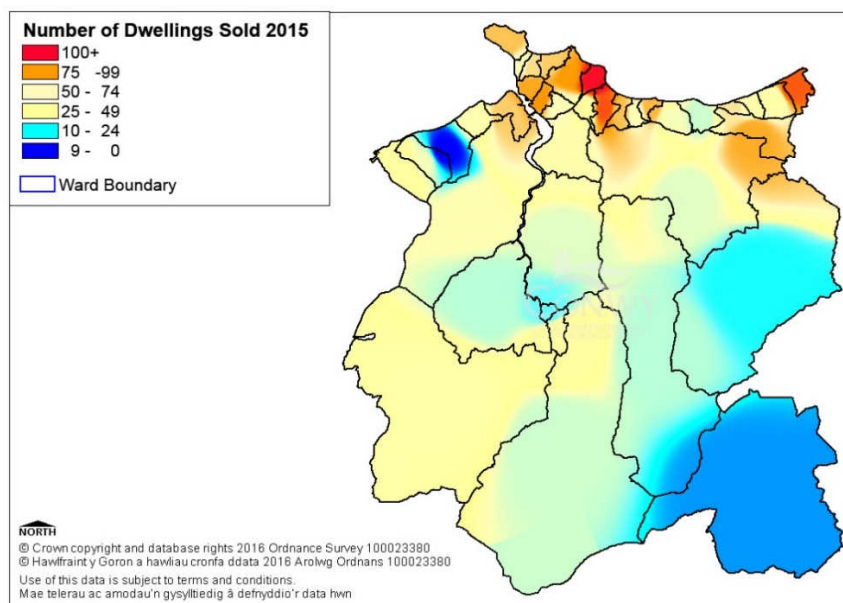 Number of Dwellings Sold 2015
100+
75 -99
50 - 74
25 - 49
10 - 24
9 - 0
Ward Boundary
CONWY
NORTH
© Crown copyright and database rights 2016 Ordnance Survey 100023380
© Hawlfraint y Goron a hawliau cronfa ddata 2016 Arolwg Ordnans 100023380
Use of this data is subject to terms and conditions.
Mae telerau ac amodau'n gysylltiedig â defnyddio'r data hwn